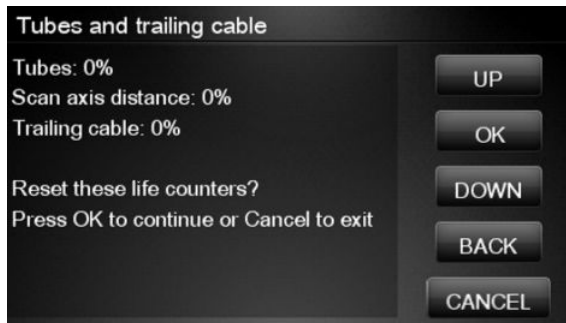 Tubes and trailing cable
Tubes: 0%
Scan axis distance: 0%
Trailing cable: 0%
Reset these life counters?
Press OK to continue or Cancel to exit
UP
OK
DOWN
BACK
CANCEL